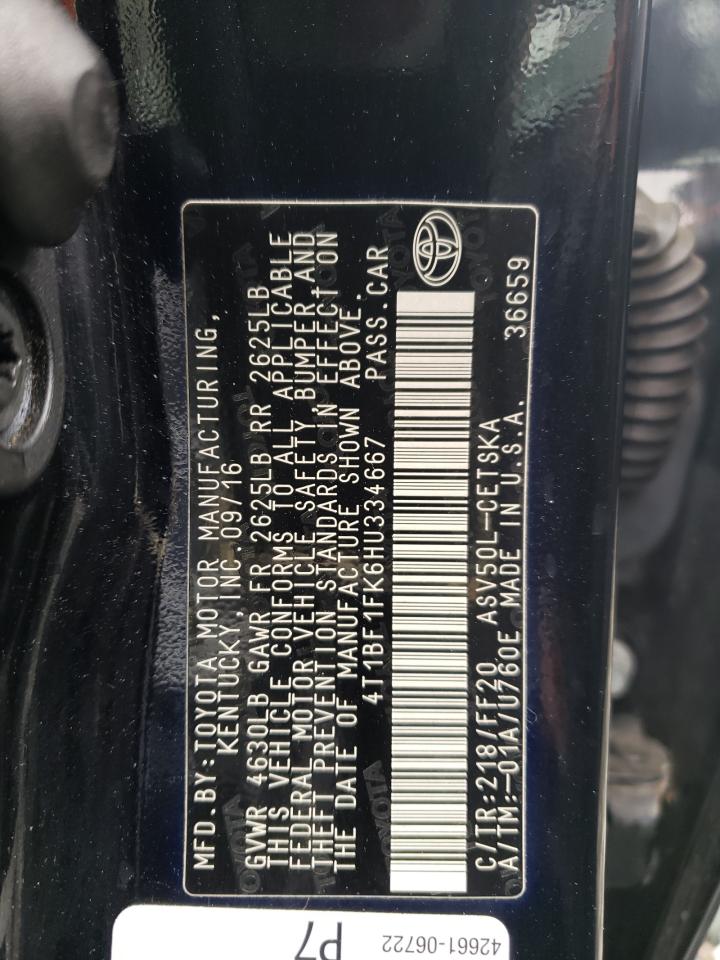 MFD. BY: TOYOTA MOTOR MANUFACTURING,
KENTUCKY, INC. 09/16
GVWR 4630LB GAWR FR 2625LB RR 2625LB
THIS VEHICLE CONFORMS TO ALL APPLICABLE
FEDERAL MOTOR VEHICLE SAFETY, BUMPER, AND
THEFT PREVENTION STANDARDS IN EFFECT ON
THE DATE OF MANUFACTURE SHOWN ABOVE.
4T1BF1FK6HU334667 PASS. CAR
C/TR: 218/FF20 ASV50L-CETSKA
A/TM: -01A/U760E MADE IN U.S.A. 36659
P7
42661-06722